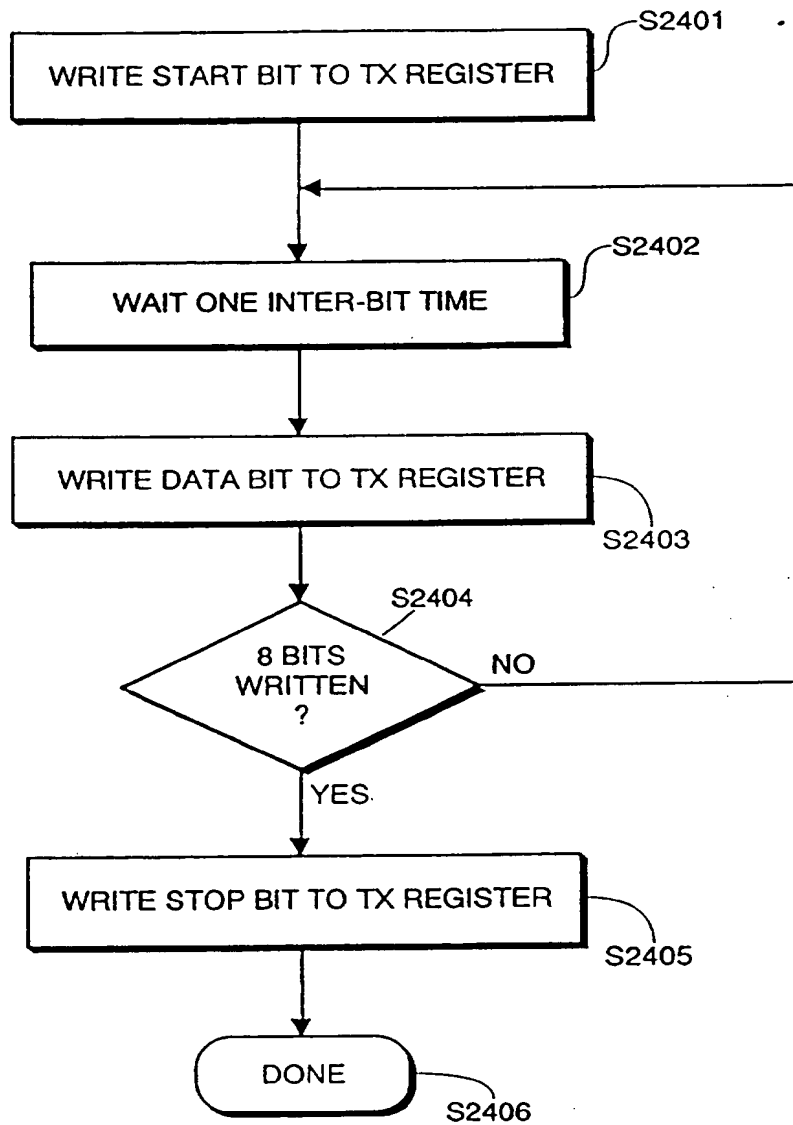 S2401
WRITE START BIT TO TX REGISTER
S2402
WAIT ONE INTER-BIT TIME
WRITE DATA BIT TO TX REGISTER
S2403
S2404
8 BITS
WRITTEN
?
NO
YES
WRITE STOP BIT TO TX REGISTER
S2405
DONE
S2406